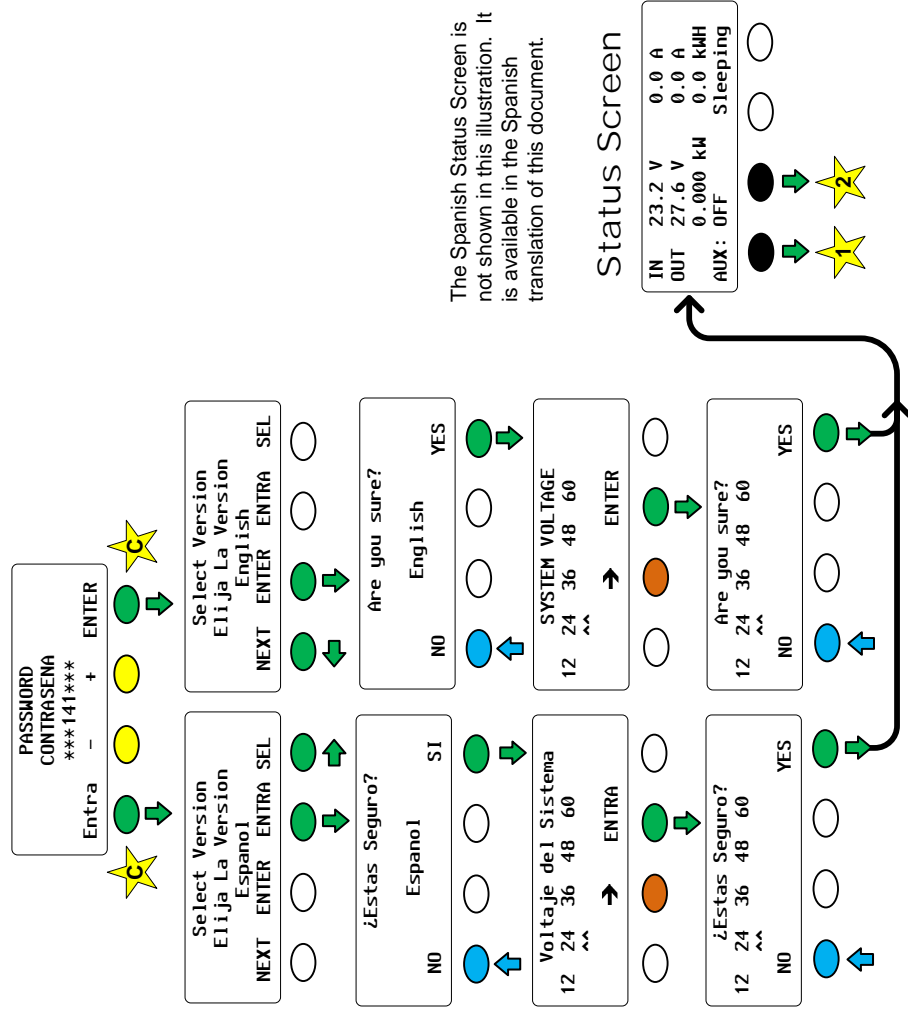 PASSWORD
CONTRASENA
***141***
Entra - + ENTER
C
C
Select Version
Elija La Version
Espanol
NEXT ENTER ENTRA SEL
¿Estas Seguro?
Espanol
NO SI
Voltaje del Sistema
12 24 36 48 60
^^
➔ ENTRA
¿Estas Seguro?
12 24 36 48 60
^^
NO YES
Select Version
Elija La Version
English
NEXT ENTER ENTRA SEL
Are you sure?
English
NO YES
SYSTEM VOLTAGE
12 24 36 48 60
^^
➔ ENTER
Are you sure?
12 24 36 48 60
^^
NO YES
The Spanish Status Screen is
not shown in this illustration. It
is available in the Spanish
translation of this document.
Status Screen
IN 23.2 V 0.0 A
OUT 27.6 V 0.0 A
0.000 kW 0.0 kWH
AUX: OFF Sleeping
1
2